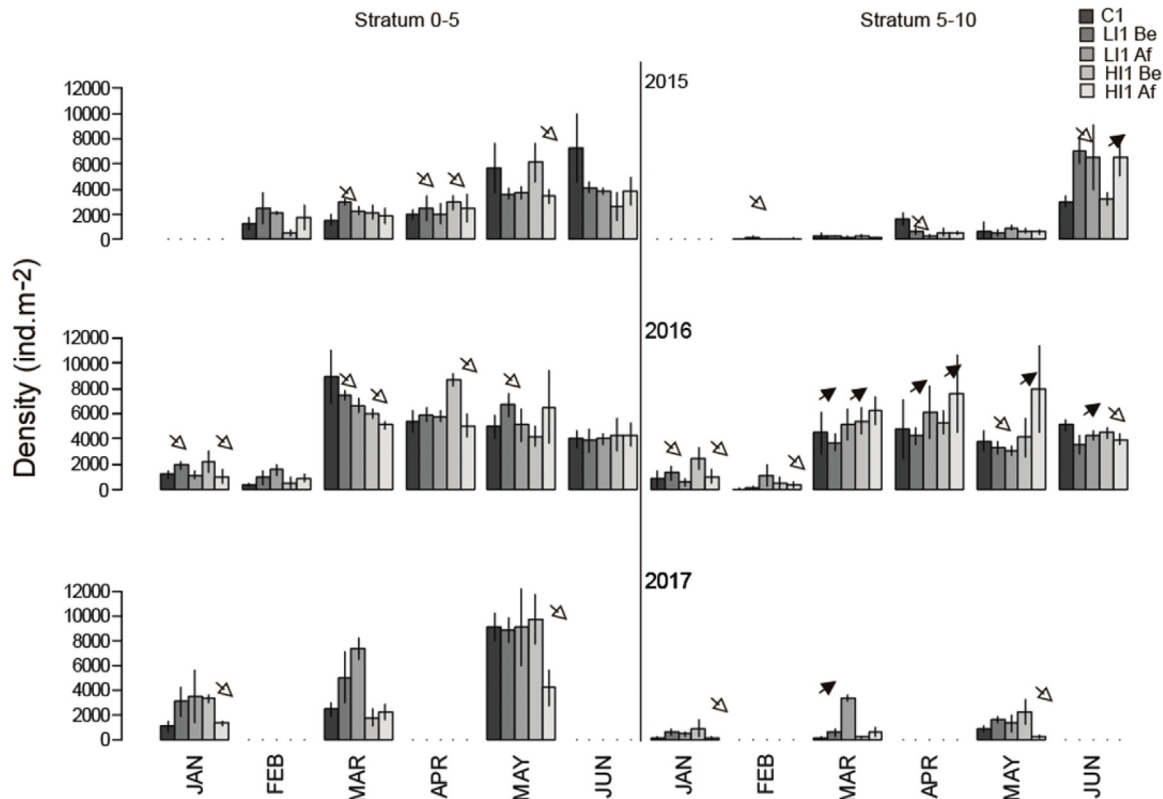 Stratum 0-5
Stratum 5-10
C1
LI1 Be
LI1 Af
HI1 Be
HI1 Af
Density (ind.m-2)
2015
12000
10000
8000
6000
4000
2000
0
2016
12000
10000
8000
6000
4000
2000
0
2017
12000
10000
8000
6000
4000
2000
0
JAN
FEB
MAR
APR
MAY
JUN
JAN
FEB
MAR
APR
MAY
JUN